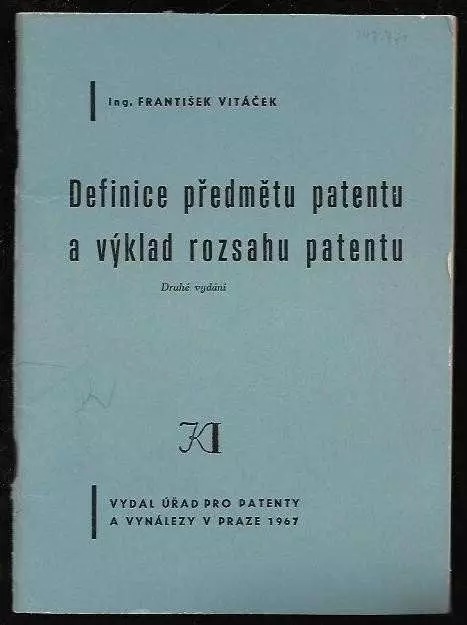 Ing. FRANTIŠEK VITÁČEK
Definice předmětu patentu
a výklad rozsahu patentu
Druhé vydání
VYDAL ÚŘAD PRO PATENTY
A VYNÁLEZY V PRAZE 1967